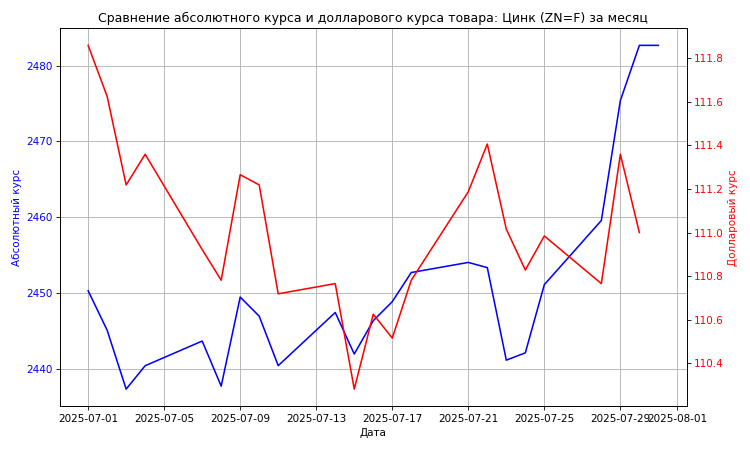 Сравнение абсолютного курса и долларового курса товара: Цинк (ZN=F) за месяц
2480
2470
2460
2450
2440
Абсолютный курс
111.8
111.6
111.4
111.2
111.0
110.8
110.6
110.4
Долларовый курс
2025-07-01 2025-07-05 2025-07-09 2025-07-13 2025-07-17 2025-07-21 2025-07-25 2025-07-29 2025-08-01
Дата